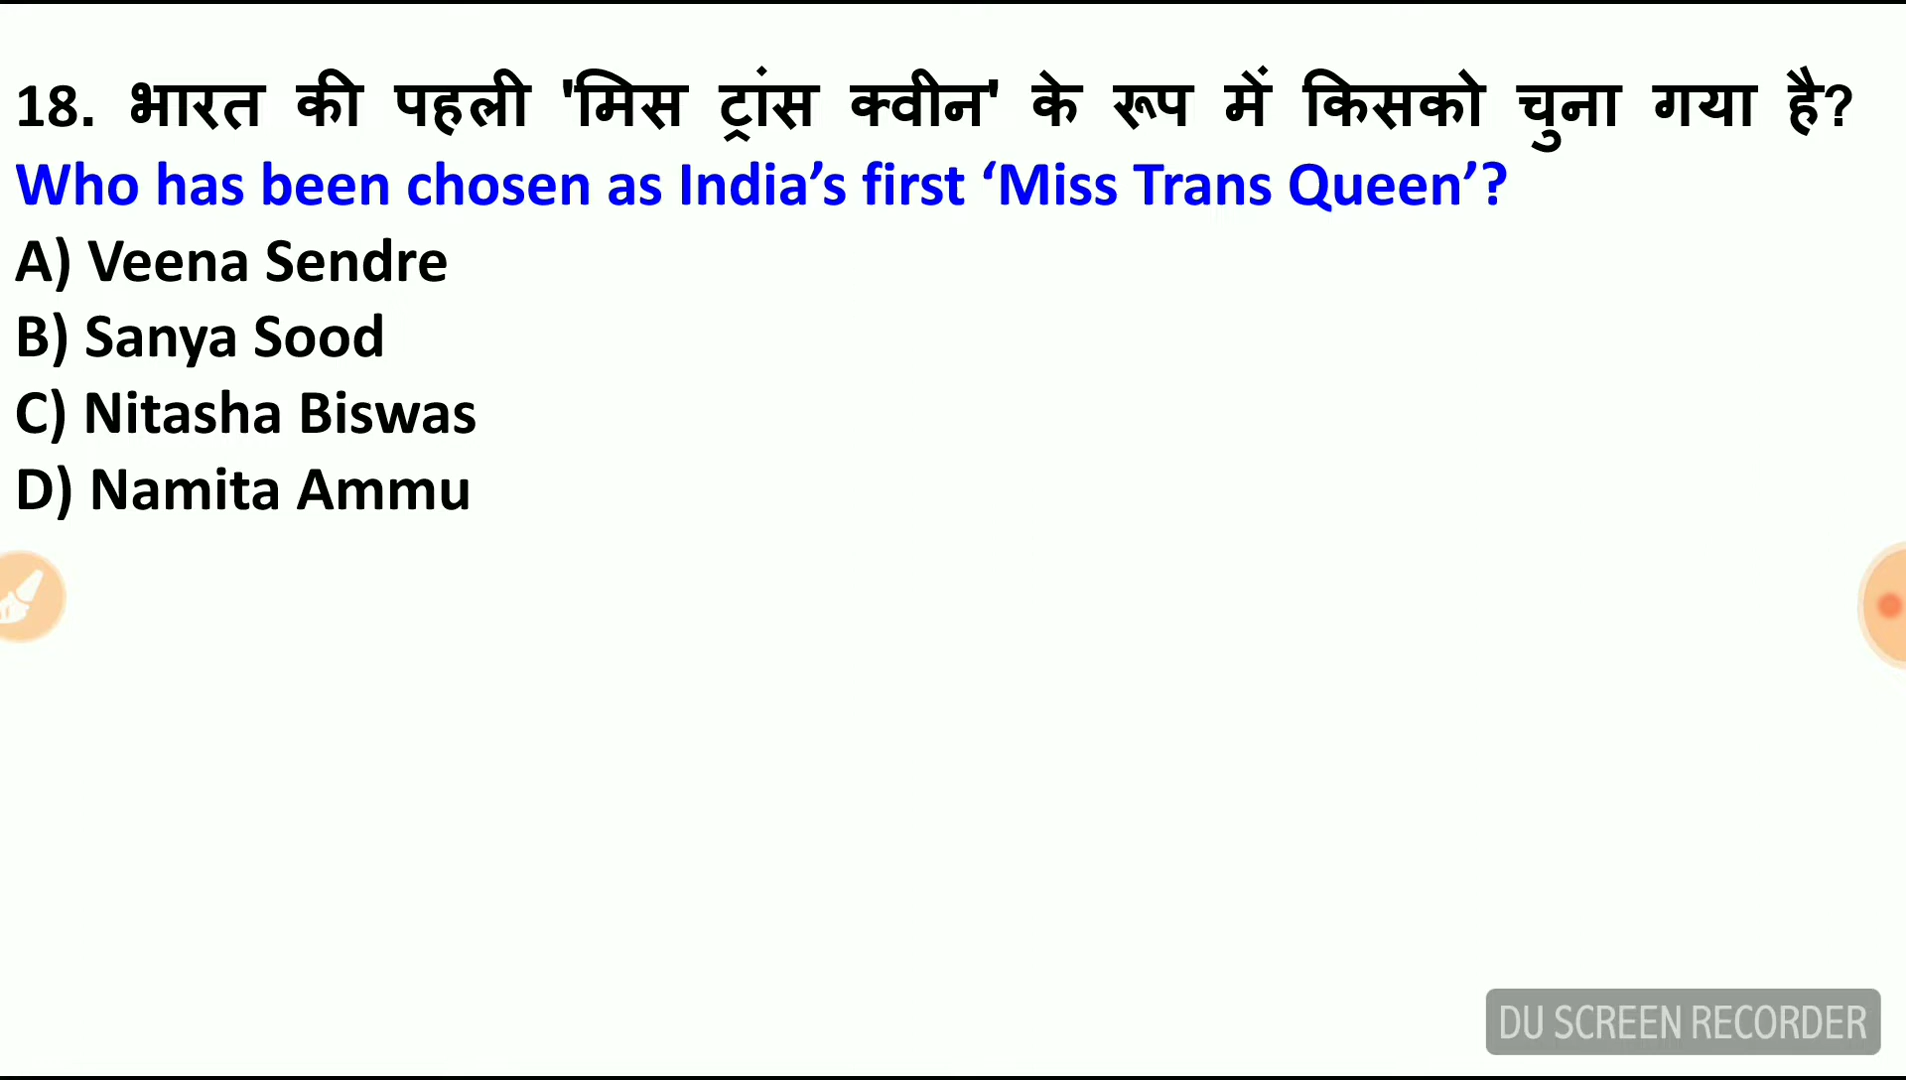 18. भारत की पहली 'मिस ट्रांस क्वीन' के रूप में किसको चुना गया है?
Who has been chosen as India’s first ‘Miss Trans Queen’?
A) Veena Sendre
B) Sanya Sood
C) Nitasha Biswas
D) Namita Ammu
DU SCREEN RECORDER